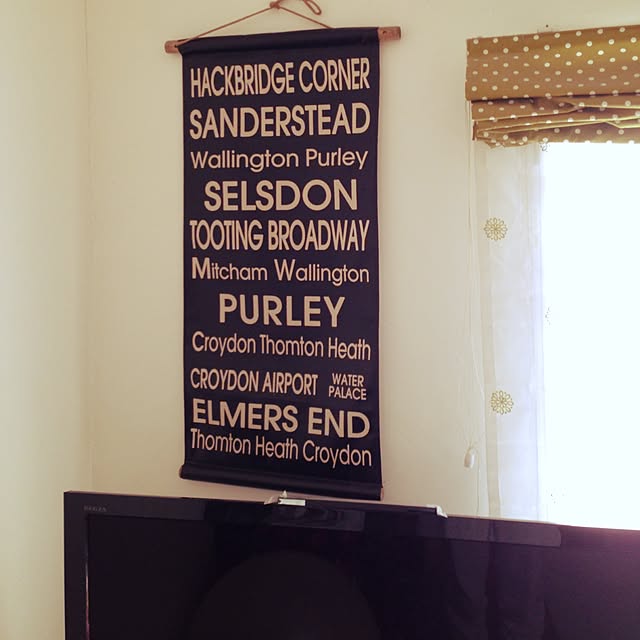 HACKBRIDGE CORNER
SANDERSTEAD
Wallington Purley
SELSDON
TOOTING BROADWAY
Mitcham Wallington
PURLEY
Croydon Thomton Heath
CROYDON AIRPORT WATER PALACE
ELMERS END
Thomton Heath Croydon